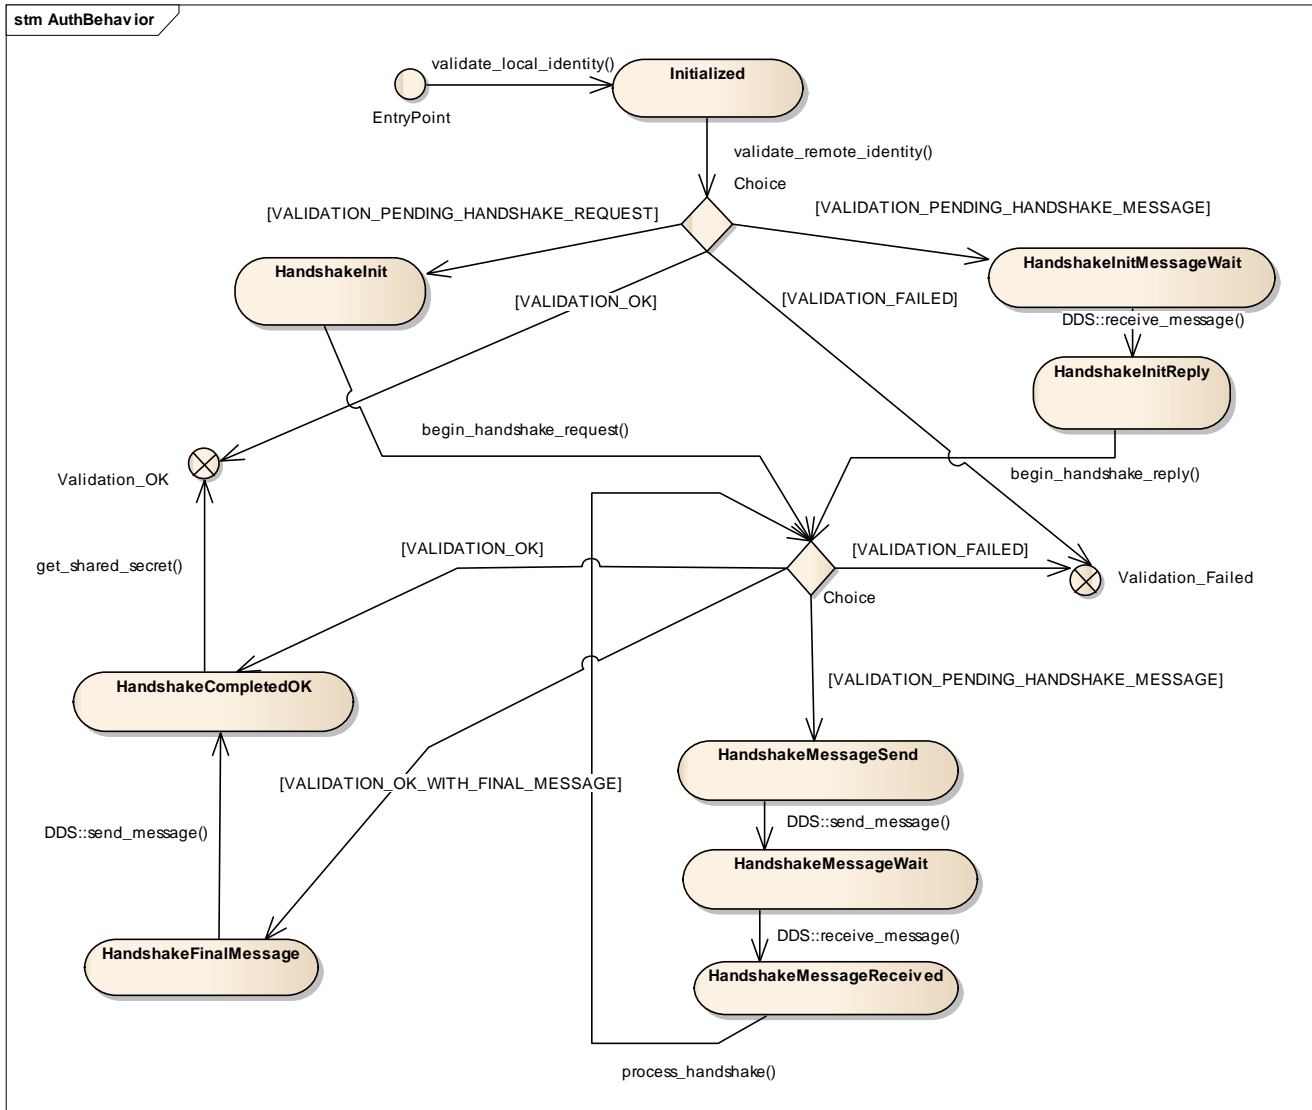 stm AuthBehavior
validate_local_identity()
Initialized
EntryPoint
validate_remote_identity()
Choice
[VALIDATION_PENDING_HANDSHAKE_REQUEST]
[VALIDATION_PENDING_HANDSHAKE_MESSAGE]
HandshakeInit
HandshakeInitMessageWait
[VALIDATION_OK]
[VALIDATION_FAILED]
DDS::receive_message()
HandshakeInitReply
begin_handshake_request()
Validation_OK
begin_handshake_reply()
[VALIDATION_OK]
[VALIDATION_FAILED]
get_shared_secret()
Validation_Failed
Choice
HandshakeCompletedOK
[VALIDATION_PENDING_HANDSHAKE_MESSAGE]
HandshakeMessageSend
[VALIDATION_OK_WITH_FINAL_MESSAGE]
DDS::send_message()
DDS::send_message()
HandshakeMessageWait
DDS::receive_message()
HandshakeFinalMessage
HandshakeMessageReceived
process_handshake()